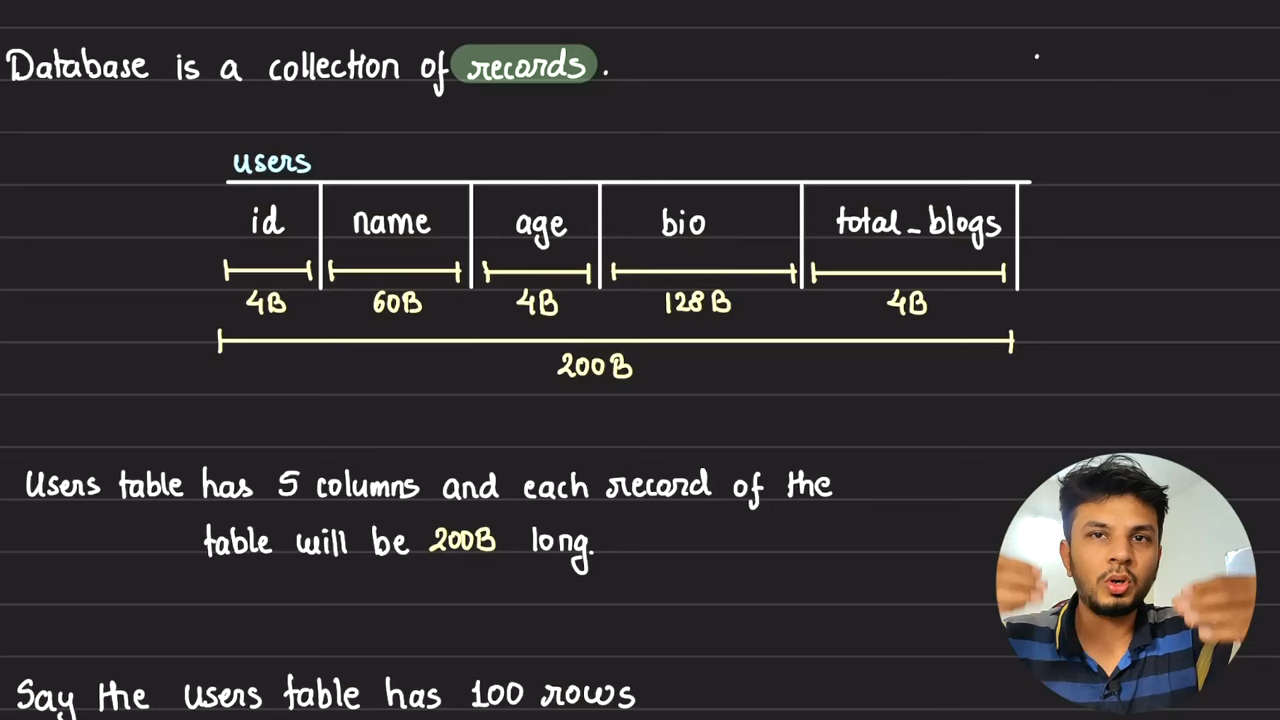 Database is a collection of records.
users
id name age bio total_blogs
4B 60B 4B 128B 4B
200B
Users table has 5 columns and each record of the
table will be 200B long.
Say the users table has 100 rows